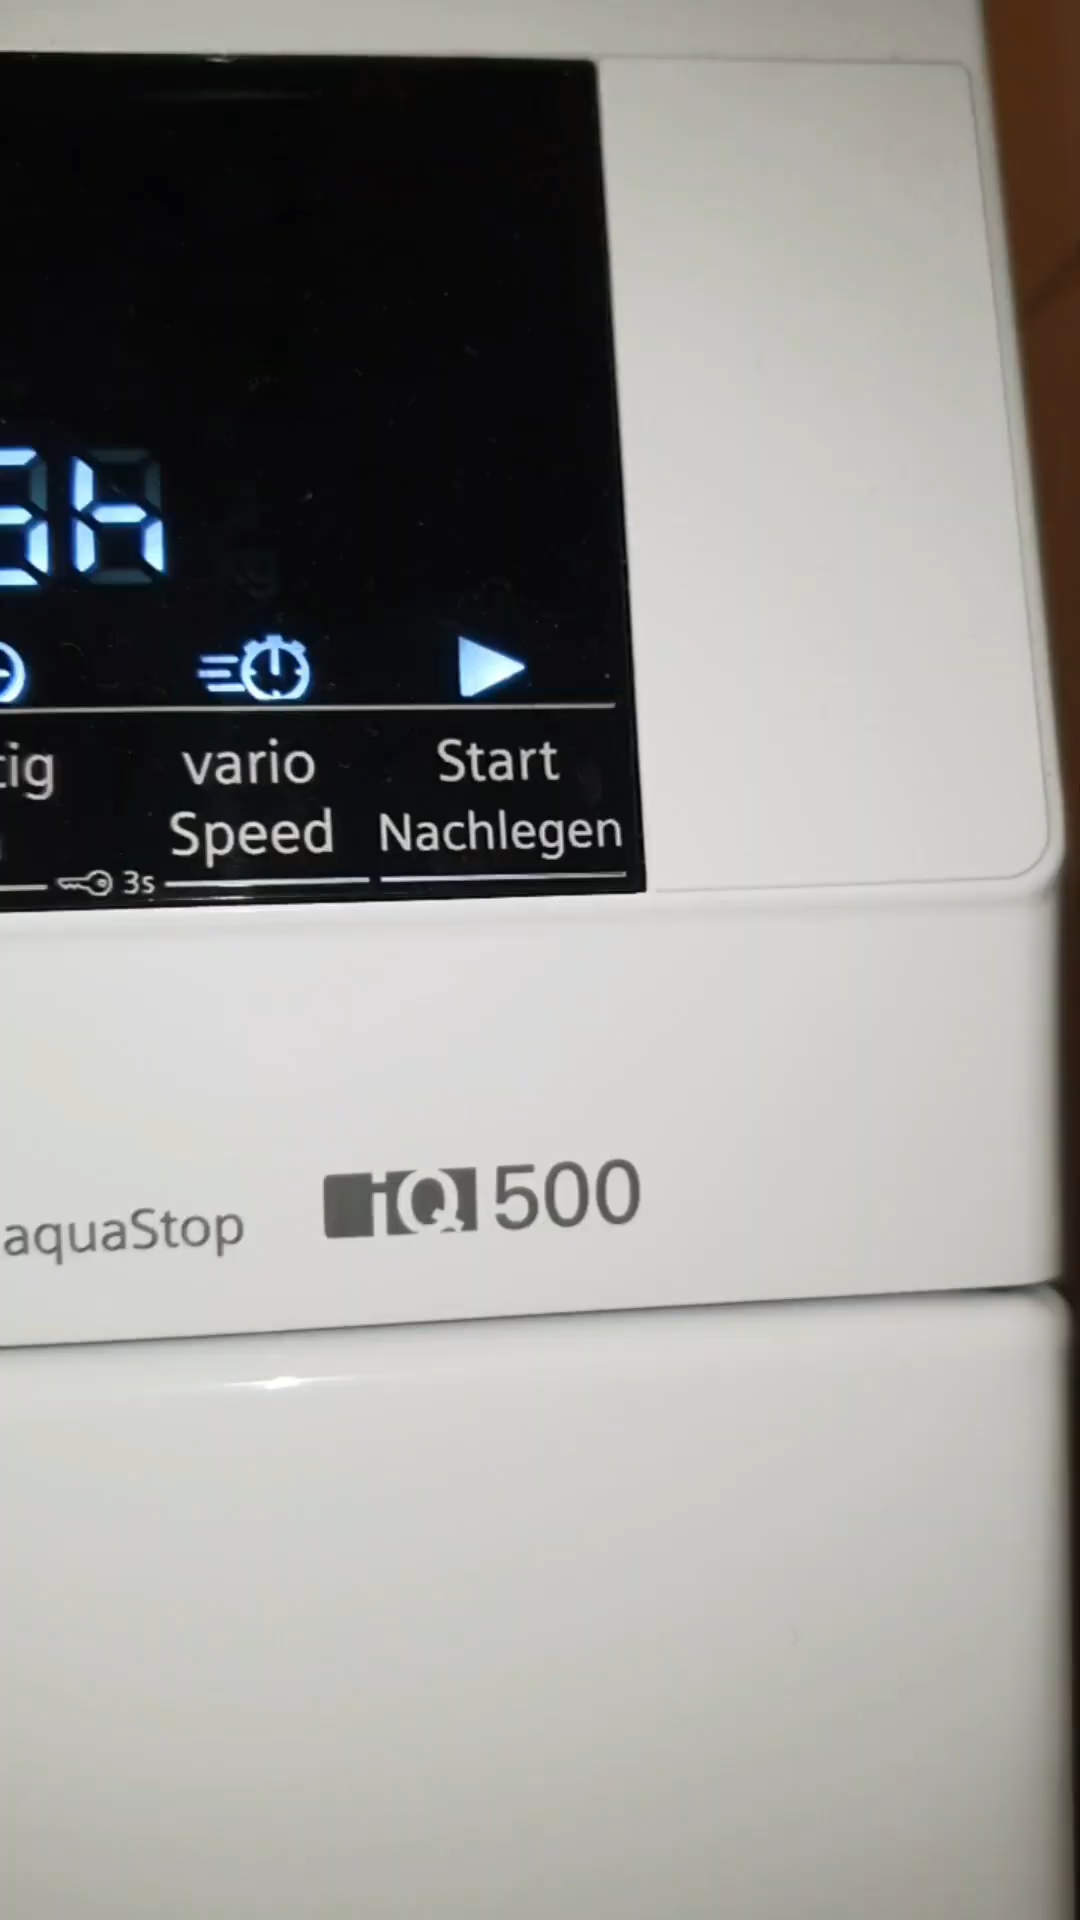 h
vario Start
Speed Nachlegen
3s
aquaStop iQ500